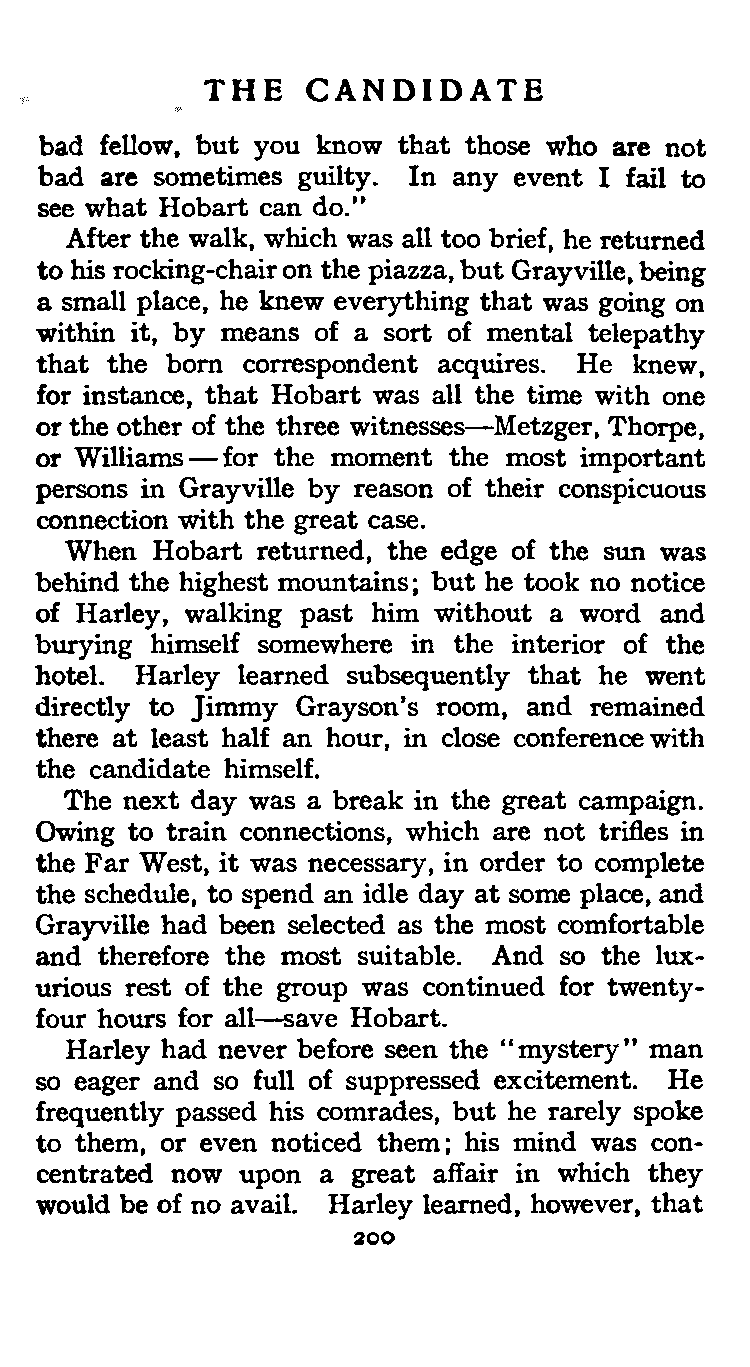 THE CANDIDATE
bad fellow, but you know that those who are not
bad are sometimes guilty. In any event I fail to
see what Hobart can do."
After the walk, which was all too brief, he returned
to his rocking-chair on the piazza, but Grayville, being
a small place, he knew everything that was going on
within it, by means of a sort of mental telepathy
that the born correspondent acquires. He knew,
for instance, that Hobart was all the time with one
or the other of the three witnesses—Metzger, Thorpe,
or Williams—for the moment the most important
persons in Grayville by reason of their conspicuous
connection with the great case.
When Hobart returned, the edge of the sun was
behind the highest mountains; but he took no notice
of Harley, walking past him without a word and
burying himself somewhere in the interior of the
hotel. Harley learned subsequently that he went
directly to Jimmy Grayson's room, and remained
there at least half an hour, in close conference with
the candidate himself.
The next day was a break in the great campaign.
Owing to train connections, which are not trifles in
the Far West, it was necessary, in order to complete
the schedule, to spend an idle day at some place, and
Grayville had been selected as the most comfortable
and therefore the most suitable. And so the lux-
urious rest of the group was continued for twenty-
four hours for all—save Hobart.
Harley had never before seen the "mystery" man
so eager and so full of suppressed excitement. He
frequently passed his comrades, but he rarely spoke
to them, or even noticed them; his mind was con-
centrated now upon a great affair in which they
would be of no avail. Harley learned, however, that
200